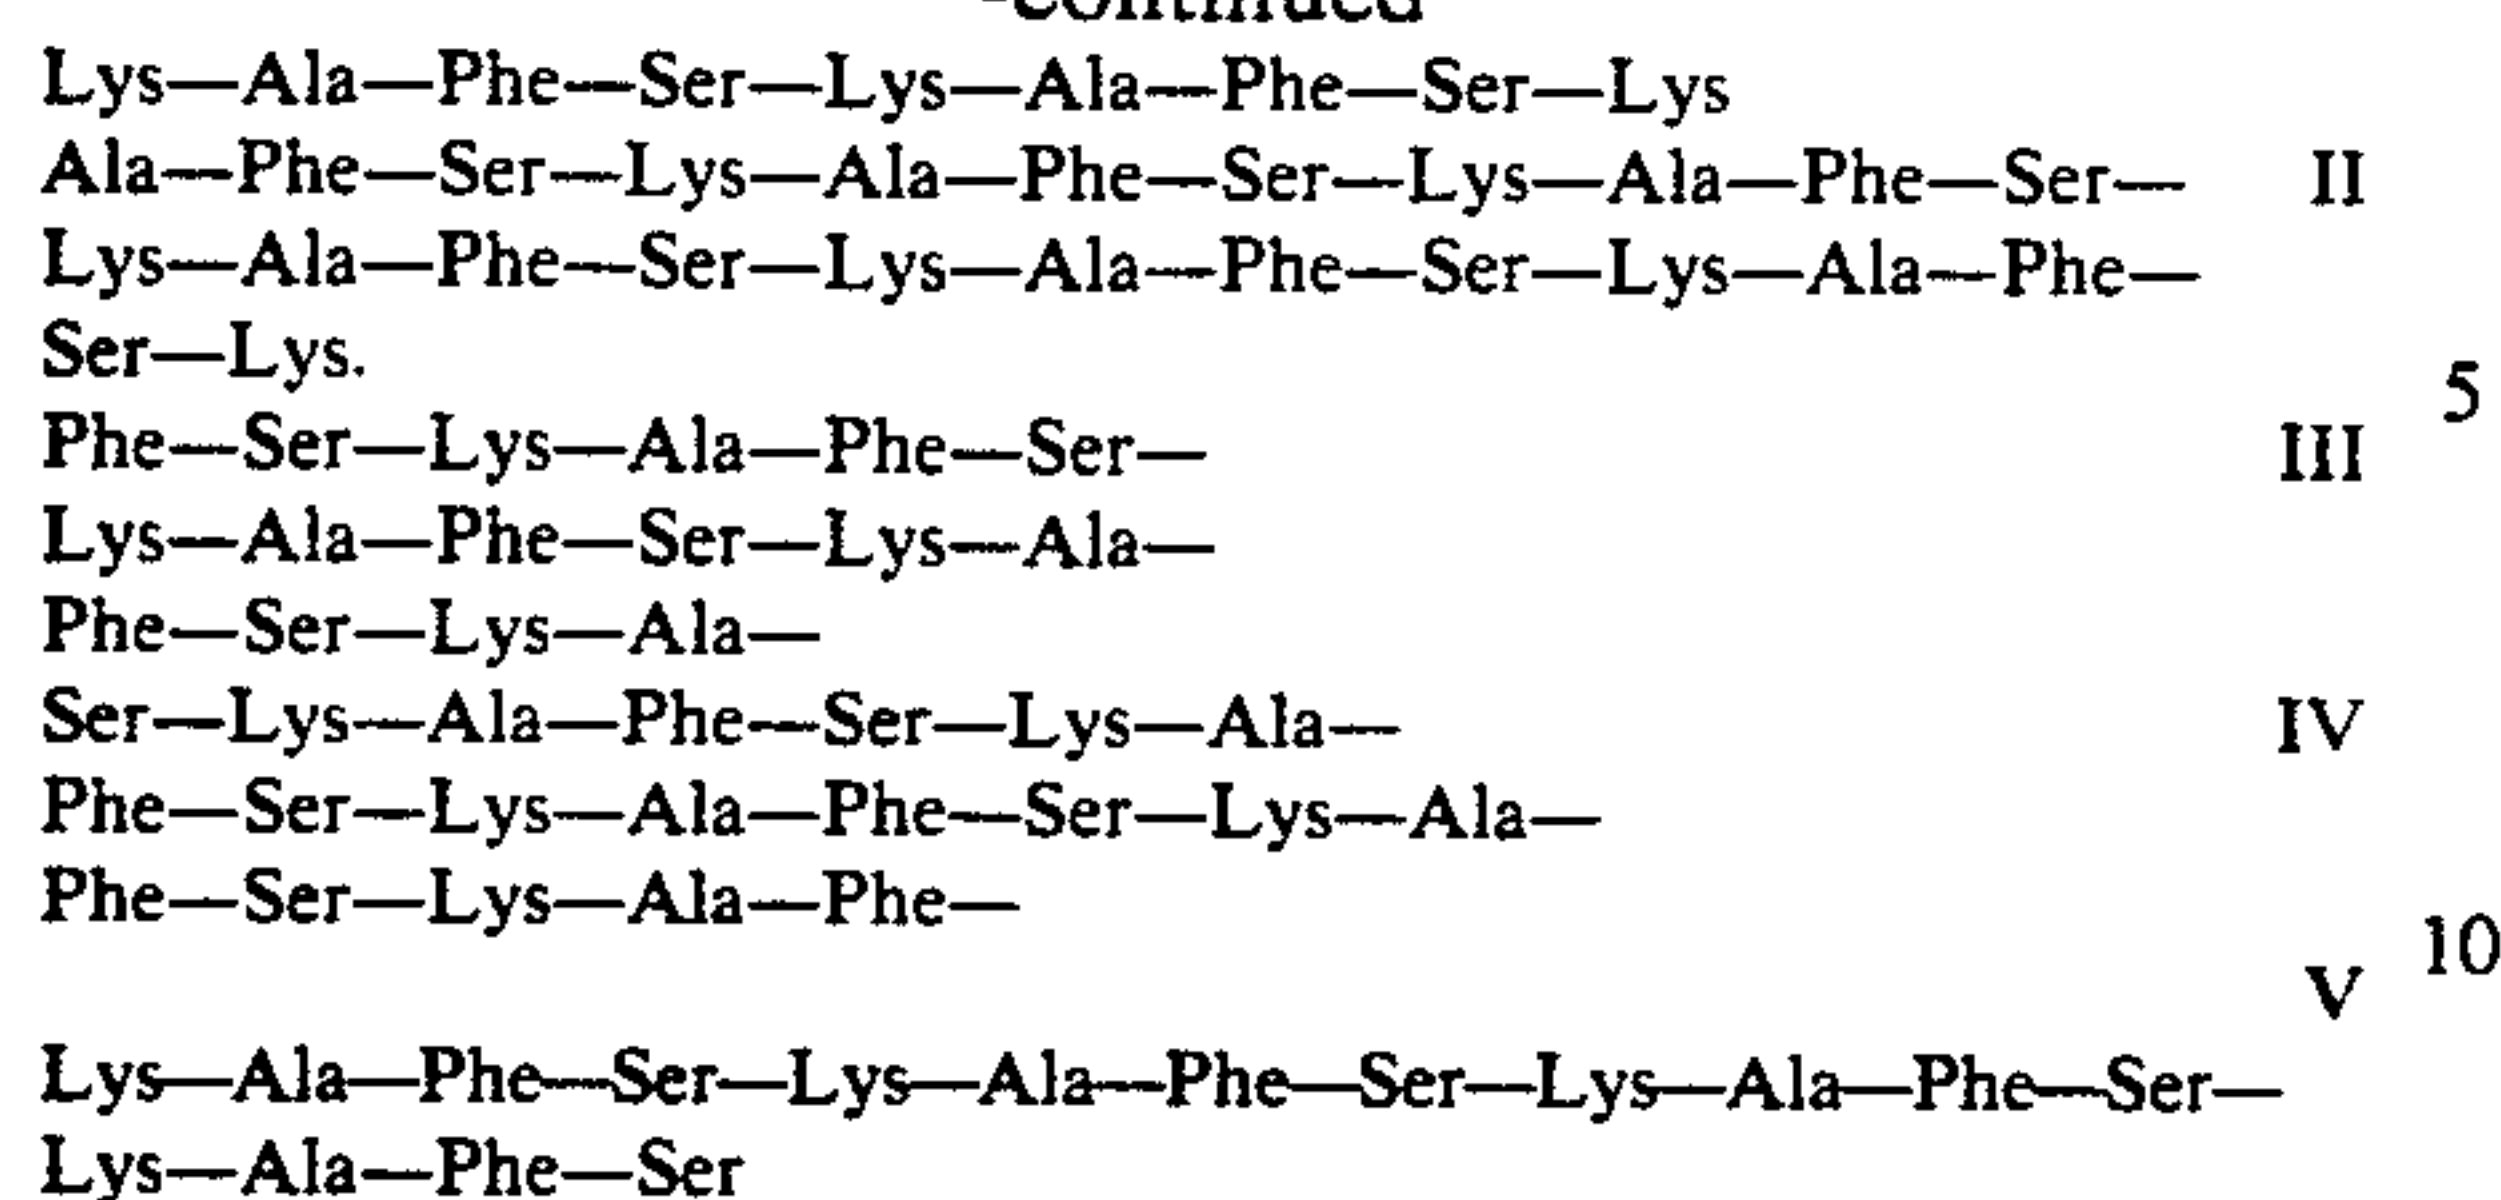 -continued
Lys—Ala—Phe—Ser—Lys—Ala—Phe—Ser—Lys
Ala—Phe—Ser—Lys—Ala—Phe—Ser—Lys—Ala—Phe—Ser— II
Lys—Ala—Phe—Ser—Lys—Ala—Phe—Ser—Lys—Ala—Phe—
Ser—Lys.
5
Phe—Ser—Lys—Ala—Phe—Ser— III
Lys—Ala—Phe—Ser—Lys—Ala—
Phe—Ser—Lys—Ala—
Ser—Lys—Ala—Phe—Ser—Lys—Ala— IV
Phe—Ser—Lys—Ala—Phe—Ser—Lys—Ala—
Phe—Ser—Lys—Ala—Phe—
10
V
Lys—Ala—Phe—Ser—Lys—Ala—Phe—Ser—Lys—Ala—Phe—Ser—
Lys—Ala—Phe—Ser